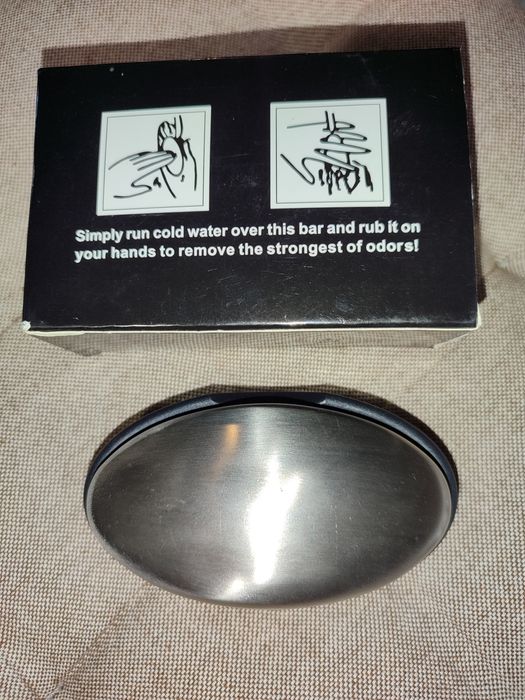 Simply run cold water over this bar and rub it on
your hands to remove the strongest of odors!